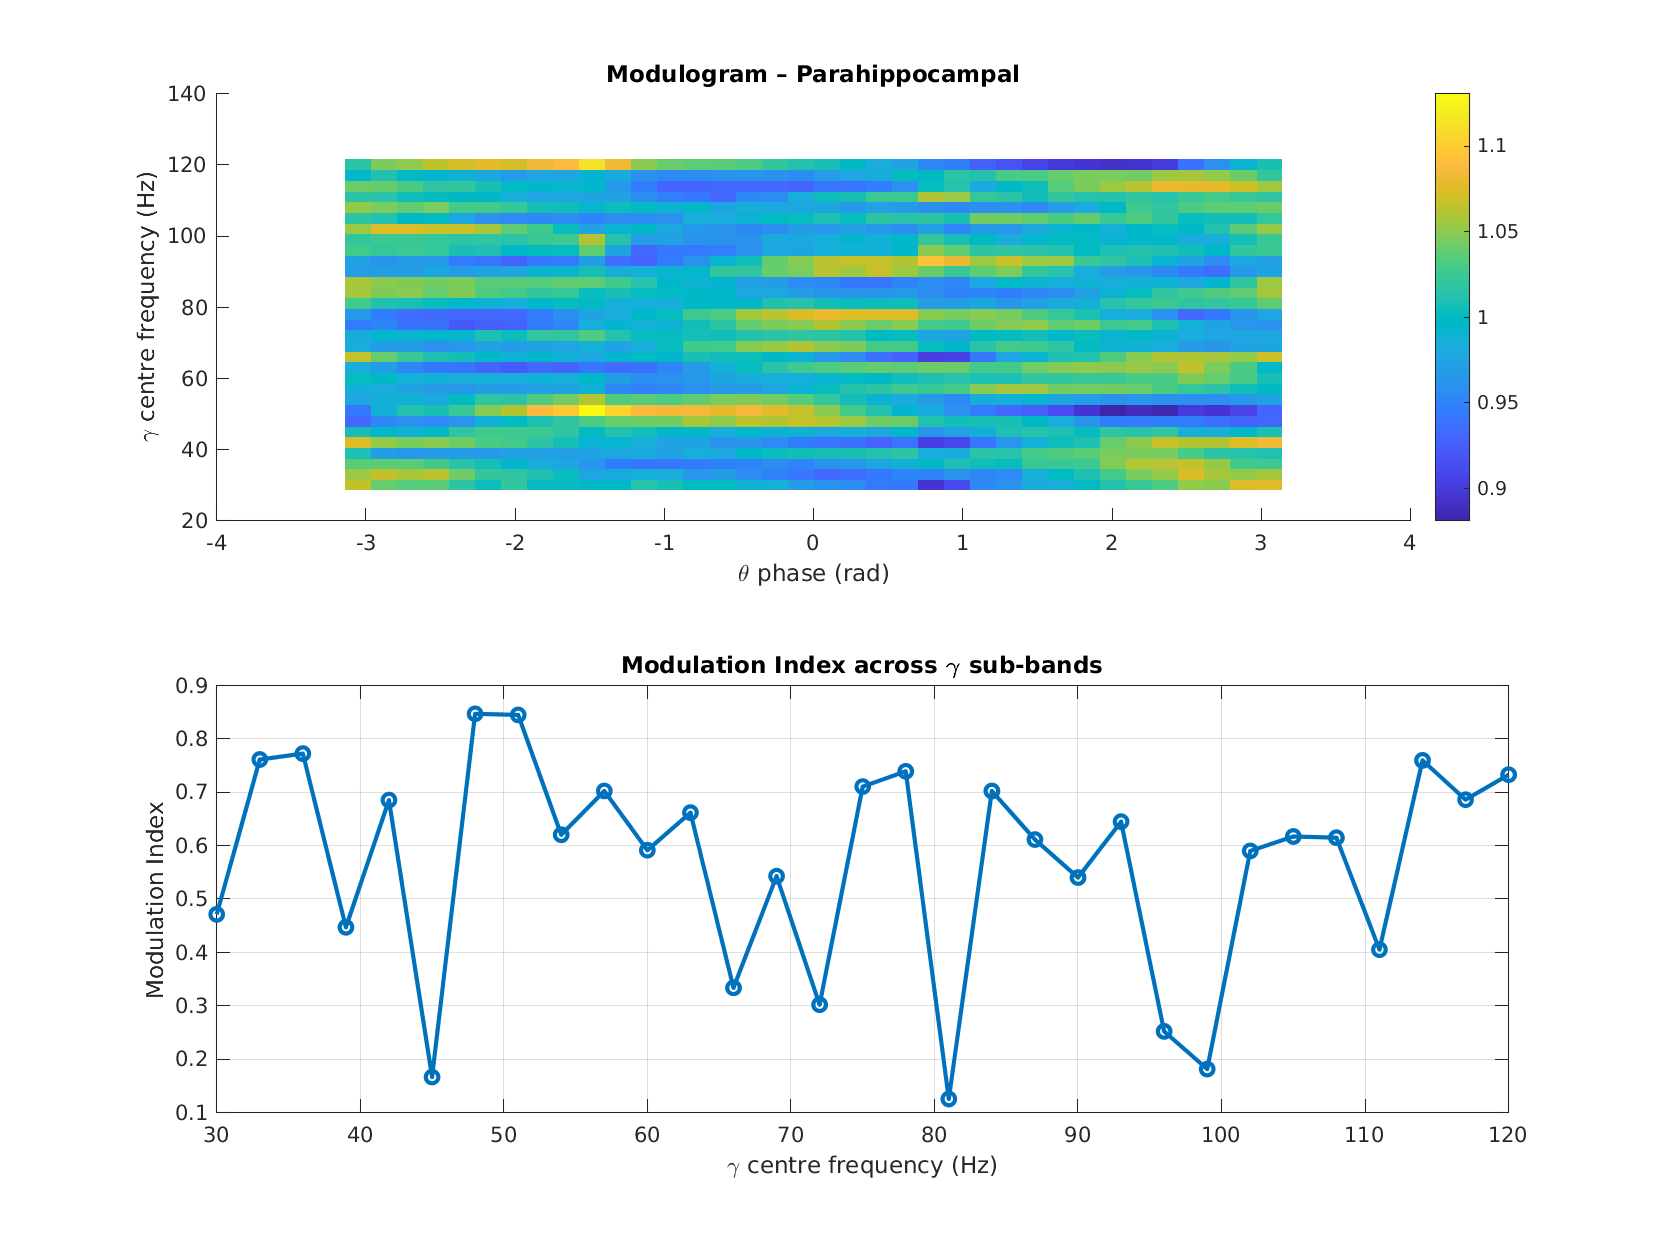 Modulogram – Parahippocampal
140
120
100
80
60
40
20
γ centre frequency (Hz)
-4 -3 -2 -1 0 1 2 3 4
θ phase (rad)
1.1
1.05
1
0.95
0.9
Modulation Index across γ sub-bands
0.9
0.8
0.7
0.6
0.5
0.4
0.3
0.2
0.1
Modulation Index
30 40 50 60 70 80 90 100 110 120
γ centre frequency (Hz)